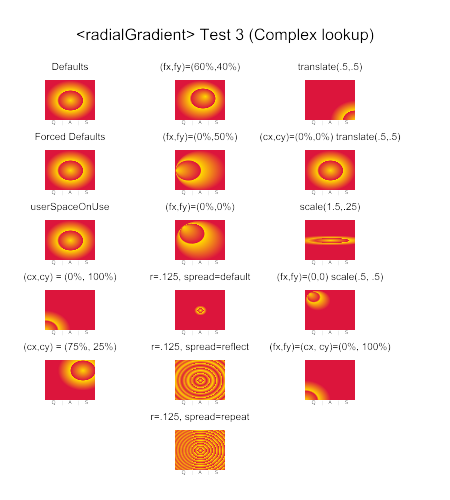 <radialGradient> Test 3 (Complex lookup)
Defaults
(fx,fy)=(60%,40%)
translate(.5,.5)
Forced Defaults
(fx,fy)=(0%,50%)
(cx,cy)=(0%,0%) translate(.5,.5)
userSpaceOnUse
(fx,fy)=(0%,0%)
scale(1.5,.25)
(cx,cy) = (0%, 100%)
r=.125, spread=default
(fx,fy)=(0,0) scale(.5, .5)
(cx,cy) = (75%, 25%)
r=.125, spread=reflect
(fx,fy)=(cx, cy)=(0%, 100%)
r=.125, spread=repeat